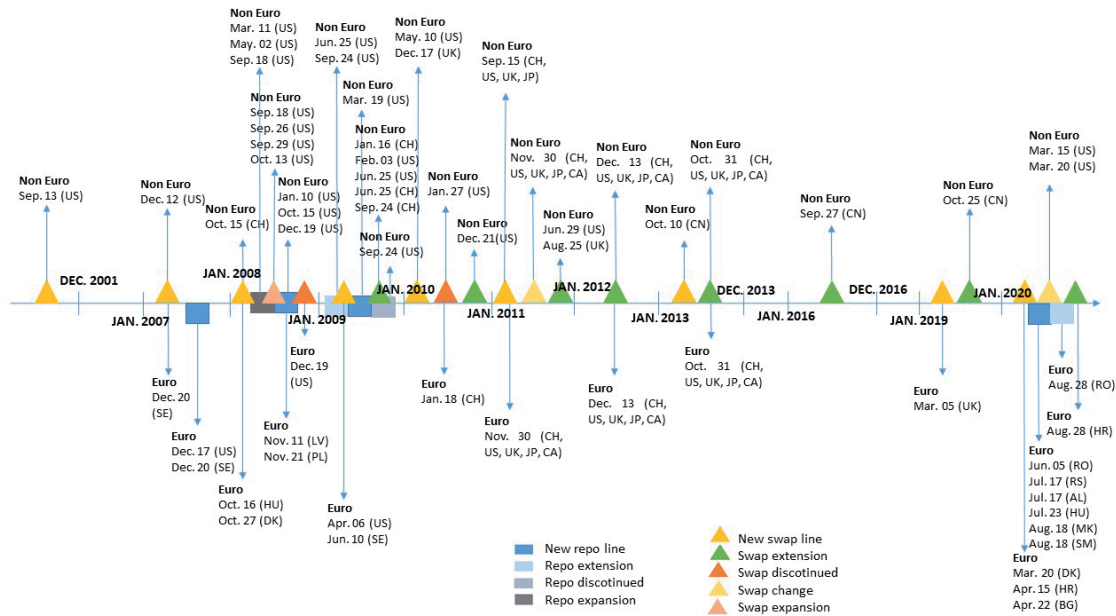 Non Euro
Mar. 11 (US)
May. 02 (US)
Sep. 18 (US)
Non Euro
Jun. 25 (US)
Sep. 24 (US)
Non Euro
May. 10 (US)
Dec. 17 (UK)
Non Euro
Sep. 15 (CH,
US, UK, JP)
Non Euro
Mar. 19 (US)
Non Euro
Sep. 18 (US)
Sep. 26 (US)
Sep. 29 (US)
Oct. 13 (US)
Non Euro
Jan. 16 (CH)
Feb. 03 (US)
Jun. 25 (US)
Jun. 25 (CH)
Sep. 24 (CH)
Non Euro
Nov. 30 (CH,
US, UK, JP, CA)
Non Euro
Dec. 13 (CH,
US, UK, JP, CA)
Non Euro
Oct. 31 (CH,
US, UK, JP, CA)
Non Euro
Mar. 15 (US)
Mar. 20 (US)
Non Euro
Sep. 13 (US)
Non Euro
Dec. 12 (US)
Non Euro
Oct. 15 (CH)
Non Euro
Jan. 10 (US)
Oct. 15 (US)
Dec. 19 (US)
Non Euro
Sep. 24 (US)
Non Euro
Jan. 27 (US)
Non Euro
Dec. 21(US)
Non Euro
Jun. 29 (US)
Aug. 25 (UK)
Non Euro
Oct. 10 (CN)
Non Euro
Sep. 27 (CN)
Non Euro
Oct. 25 (CN)
DEC. 2001
JAN. 2007
JAN. 2008
JAN. 2009
JAN. 2010
JAN. 2011
JAN. 2012
JAN. 2013
DEC. 2013
JAN. 2016
DEC. 2016
JAN. 2019
JAN. 2020
Euro
Dec. 20
(SE)
Euro
Dec. 17 (US)
Dec. 20 (SE)
Euro
Oct. 16 (HU)
Oct. 27 (DK)
Euro
Nov. 11 (LV)
Nov. 21 (PL)
Euro
Dec. 19
(US)
Euro
Apr. 06 (US)
Jun. 10 (SE)
Euro
Jan. 18 (CH)
Euro
Nov. 30 (CH,
US, UK, JP, CA)
Euro
Dec. 13 (CH,
US, UK, JP, CA)
Euro
Oct. 31 (CH,
US, UK, JP, CA)
Euro
Mar. 05 (UK)
Euro
Aug. 28 (RO)
Euro
Aug. 28 (HR)
Euro
Jun. 05 (RO)
Jul. 17 (RS)
Jul. 17 (AL)
Jul. 23 (HU)
Aug. 18 (MK)
Aug. 18 (SM)
Euro
Mar. 20 (DK)
Apr. 15 (HR)
Apr. 22 (BG)
New repo line
Repo extension
Repo discotinued
Repo expansion
New swap line
Swap extension
Swap discontinued
Swap change
Swap expansion